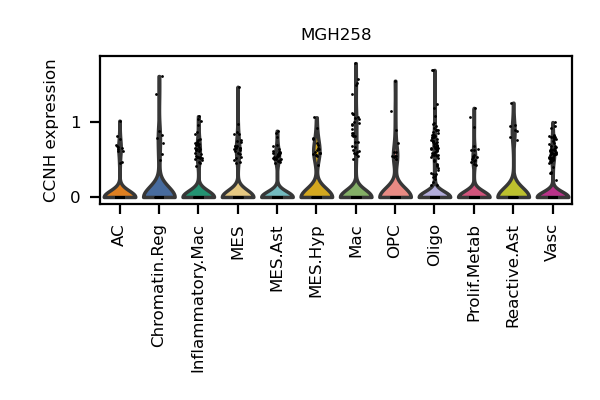 MGH258
CCNH expression
1
0
AC
Chromatin.Reg
Inflammatory.Mac
MES
MES.Ast
MES.Hyp
Mac
OPC
Oligo
Prolif.Metab
Reactive.Ast
Vasc